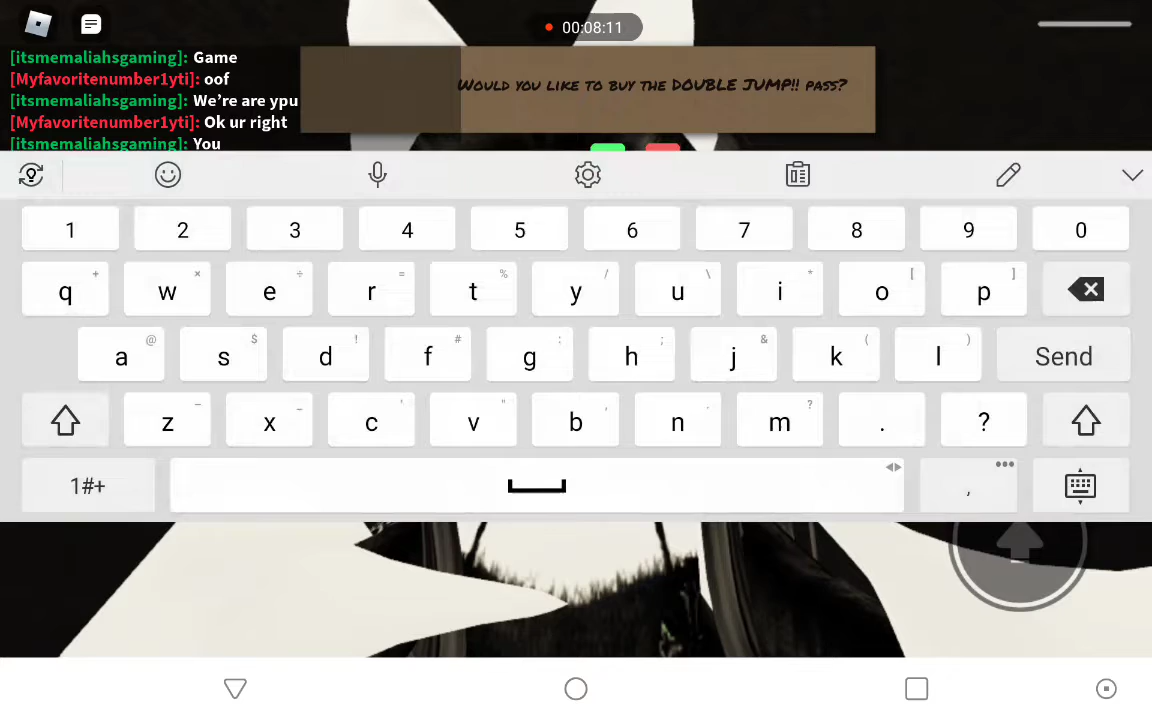 00:08:11
[itsmemaliahsgaming]: Game
[Myfavoritenumber1yti]: oof
[itsmemaliahsgaming]: We're are ypu
[Myfavoritenumber1yti]: Ok ur right
[itsmemaliahsgaming]: You
Would you like to buy the DOUBLE JUMP!! pass?
1 2 3 4 5 6 7 8 9 0
+ × ÷ = % / \ * [ ]
q w e r t y u i o p
@ $ ! # : ; & ( )
a s d f g h j k l Send
– _ ' " , . ?
z x c v b n m . ?
1#+ ,